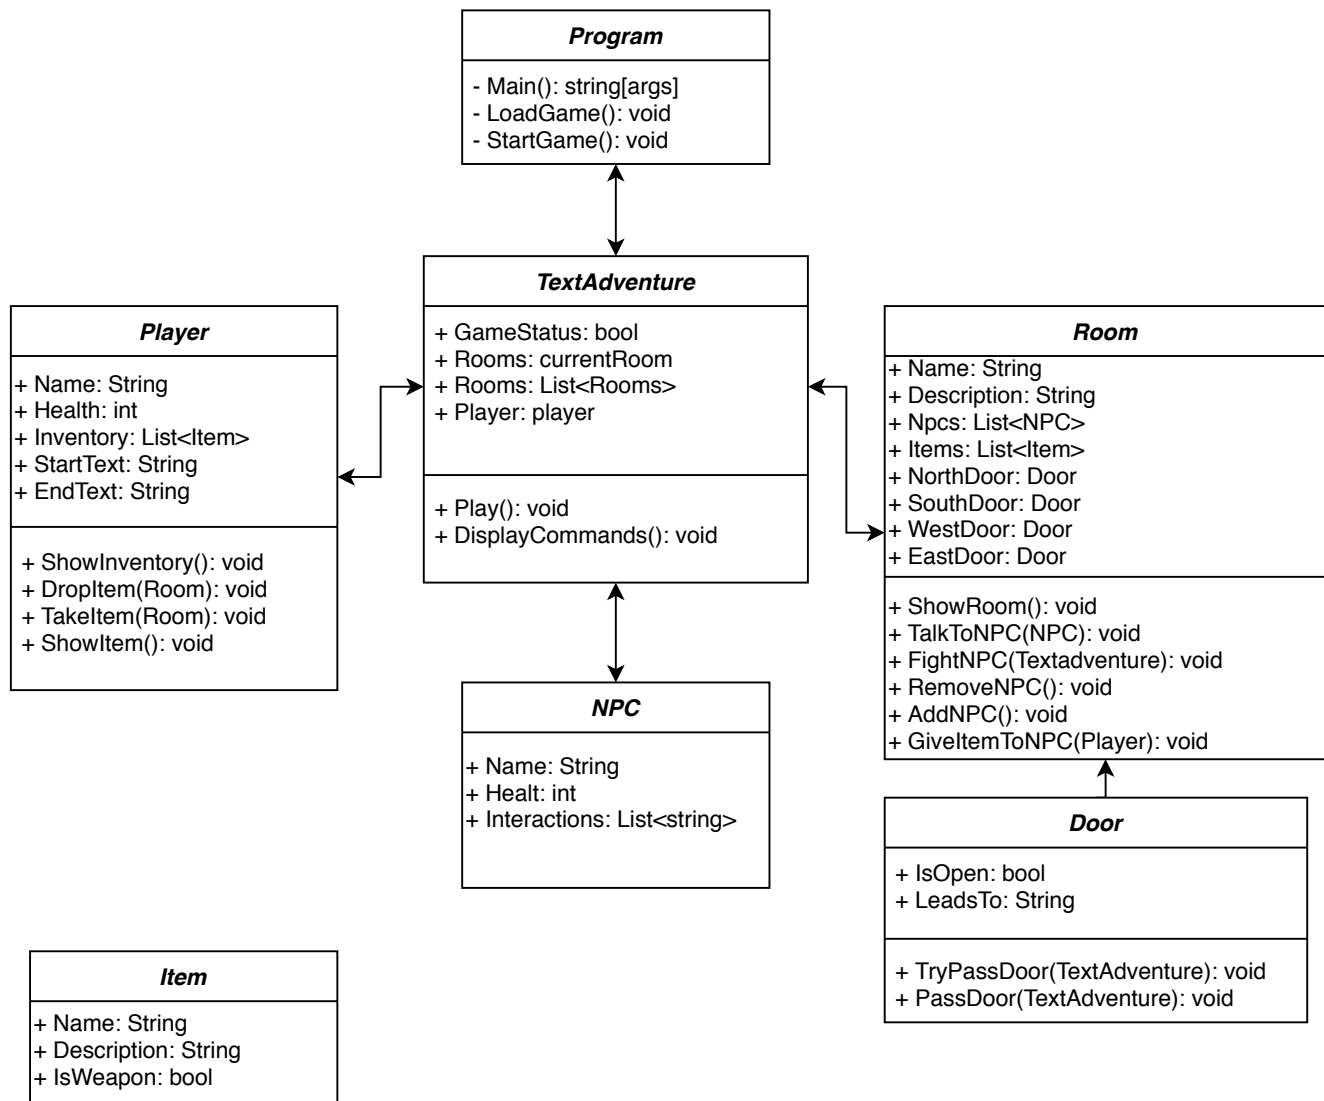 Program
- Main(): string[args]
- LoadGame(): void
- StartGame(): void
TextAdventure
+ GameStatus: bool
+ Rooms: currentRoom
+ Rooms: List<Rooms>
+ Player: player
+ Play(): void
+ DisplayCommands(): void
Player
+ Name: String
+ Health: int
+ Inventory: List<Item>
+ StartText: String
+ EndText: String
+ ShowInventory(): void
+ DropItem(Room): void
+ TakeItem(Room): void
+ ShowItem(): void
Room
+ Name: String
+ Description: String
+ Npcs: List<NPC>
+ Items: List<Item>
+ NorthDoor: Door
+ SouthDoor: Door
+ WestDoor: Door
+ EastDoor: Door
+ ShowRoom(): void
+ TalkToNPC(NPC): void
+ FightNPC(Textadventure): void
+ RemoveNPC(): void
+ AddNPC(): void
+ GiveItemToNPC(Player): void
NPC
+ Name: String
+ Healt: int
+ Interactions: List<string>
Door
+ IsOpen: bool
+ LeadsTo: String
+ TryPassDoor(TextAdventure): void
+ PassDoor(TextAdventure): void
Item
+ Name: String
+ Description: String
+ IsWeapon: bool